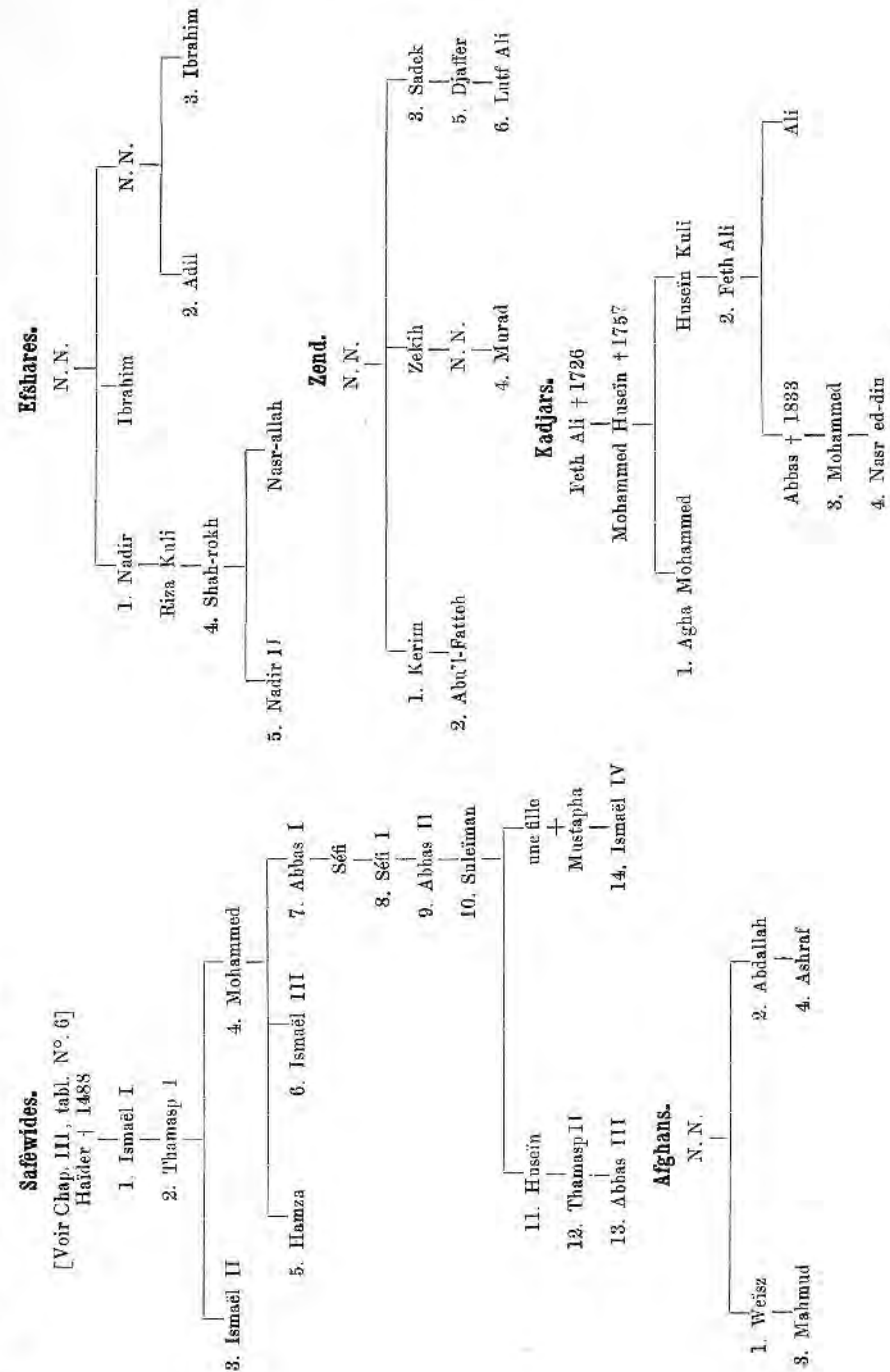 Safêwides.
[Voir Chap. III, tabl. N°. 6]
Haïder † 1488
1. Ismaël I
2. Thamasp I
3. Ismaël II
4. Mohammed
5. Hamza
6. Ismaël III
7. Abbas I
Séfi
8. Séfi I
9. Abbas II
10. Suleïman
11. Huseïn
une fille
+
12. Thamasp II
Mustapha
13. Abbas III
14. Ismaël IV
Afghans.
N. N.
1. Weïsz
2. Abdallah
3. Mahmud
4. Ashraf
Efshares.
N. N.
1. Nadir
Ibrahim
N. N.
Riza Kuli
2. Adil
3. Ibrahim
4. Shah-rokh
5. Nadir II
Nasr-allah
Zend.
N. N.
1. Kerim
Zekih
3. Sadek
2. Abu'l-Fattoh
N. N.
5. Djaffer
4. Murad
6. Lutf Ali
Kadjars.
Feth Ali † 1726
Mohammed Huseïn † 1757
1. Agha Mohammed
Huseïn Kuli
2. Feth Ali
Abbas † 1833
Ali
3. Mohammed
4. Nasr ed-din